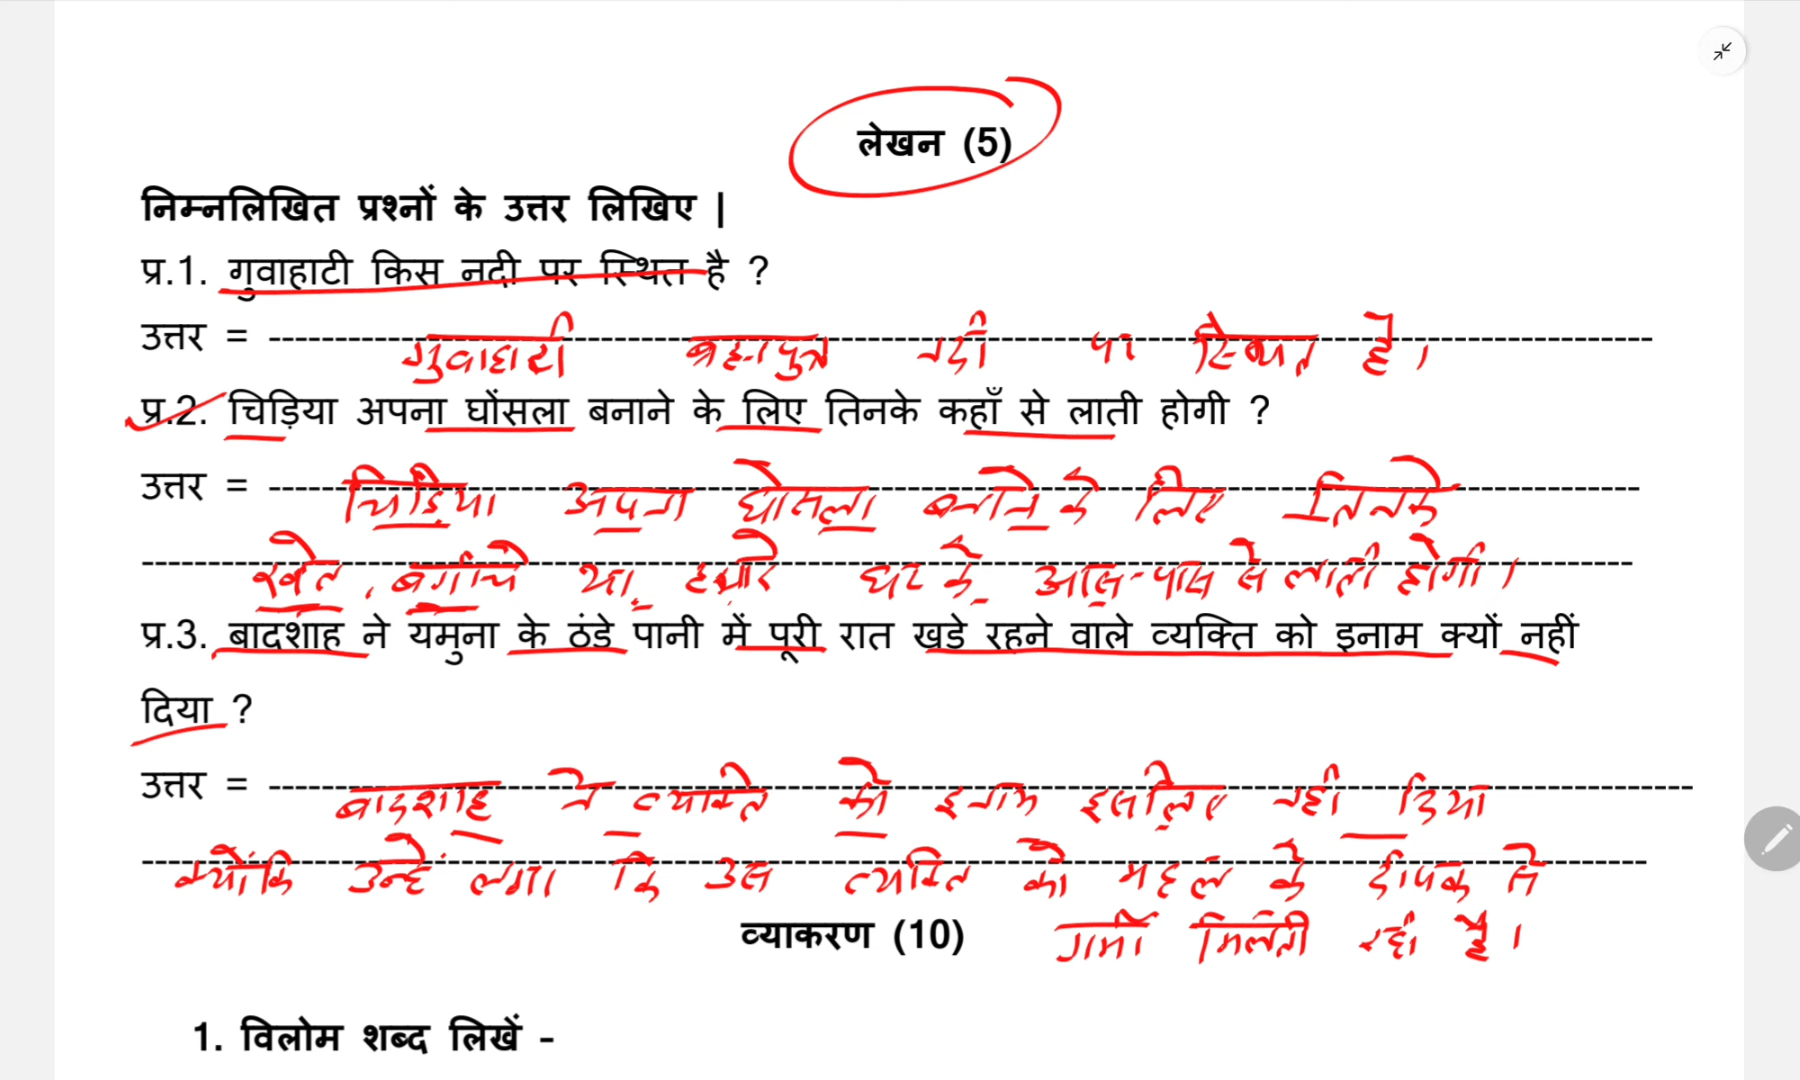 लेखन (5)
निम्नलिखित प्रश्नों के उत्तर लिखिए |
प्र.1. गुवाहाटी किस नदी पर स्थित है ?
उत्तर = गुवाहाटी ब्रह्मपुत्र नदी पर स्थित है।
प्र.2. चिड़िया अपना घोंसला बनाने के लिए तिनके कहाँ से लाती होगी ?
उत्तर = चिड़िया अपना घोसला बनाने के लिए तिनके
खेत, बगीचे या हमारे घर के आस-पास से लाती होगी।
प्र.3. बादशाह ने यमुना के ठंडे पानी में पूरी रात खडे रहने वाले व्यक्ति को इनाम क्यों नहीं
दिया ?
उत्तर = बादशाह ने व्यक्ति को इनाम इसलिए नही दिया
क्योंकि उन्हें लगा कि उस व्यक्ति को महल के दीपक से
व्याकरण (10) गर्मी मिलती रही है।
1. विलोम शब्द लिखें -